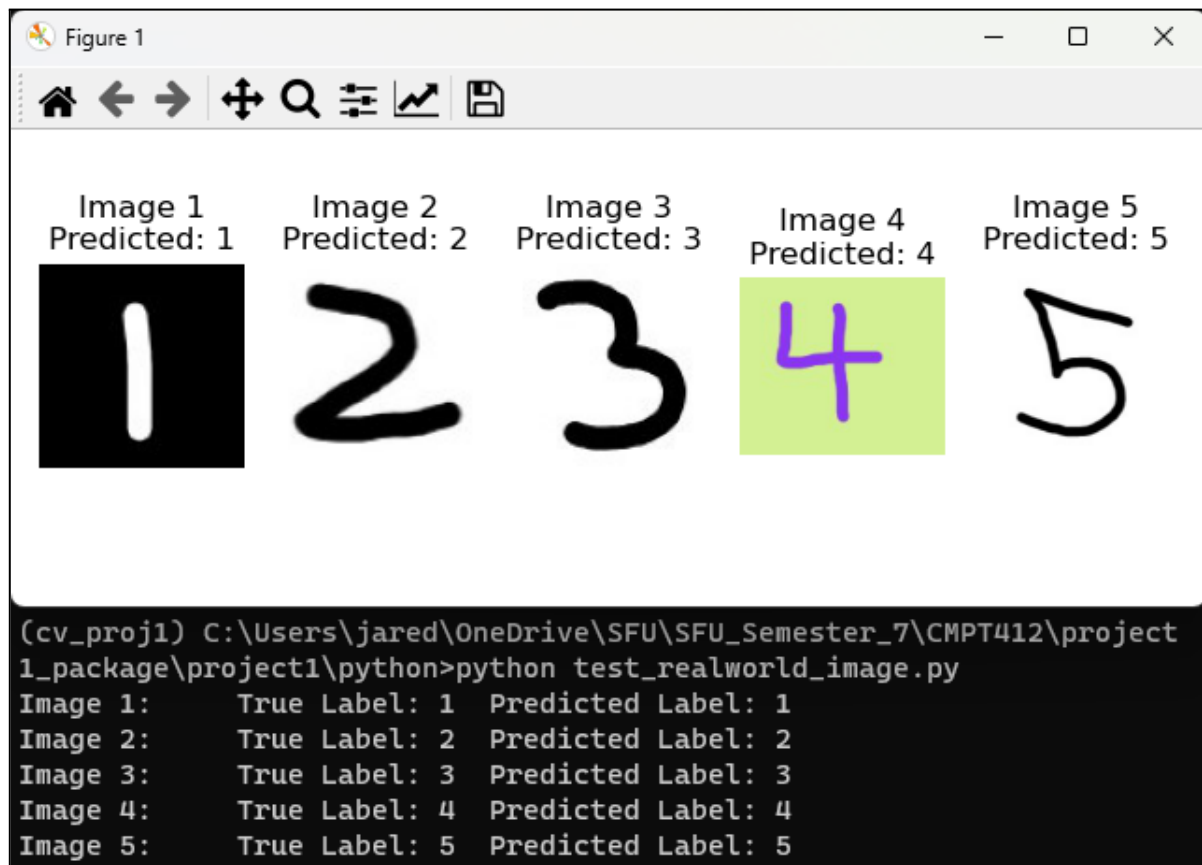 Figure 1
Image 1
Predicted: 1
Image 2
Predicted: 2
Image 3
Predicted: 3
Image 4
Predicted: 4
Image 5
Predicted: 5
1
2
3
4
5
(cv_proj1) C:\Users\jared\OneDrive\SFU\SFU_Semester_7\CMPT412\project
1_package\project1\python>python test_realworld_image.py
Image 1: True Label: 1 Predicted Label: 1
Image 2: True Label: 2 Predicted Label: 2
Image 3: True Label: 3 Predicted Label: 3
Image 4: True Label: 4 Predicted Label: 4
Image 5: True Label: 5 Predicted Label: 5